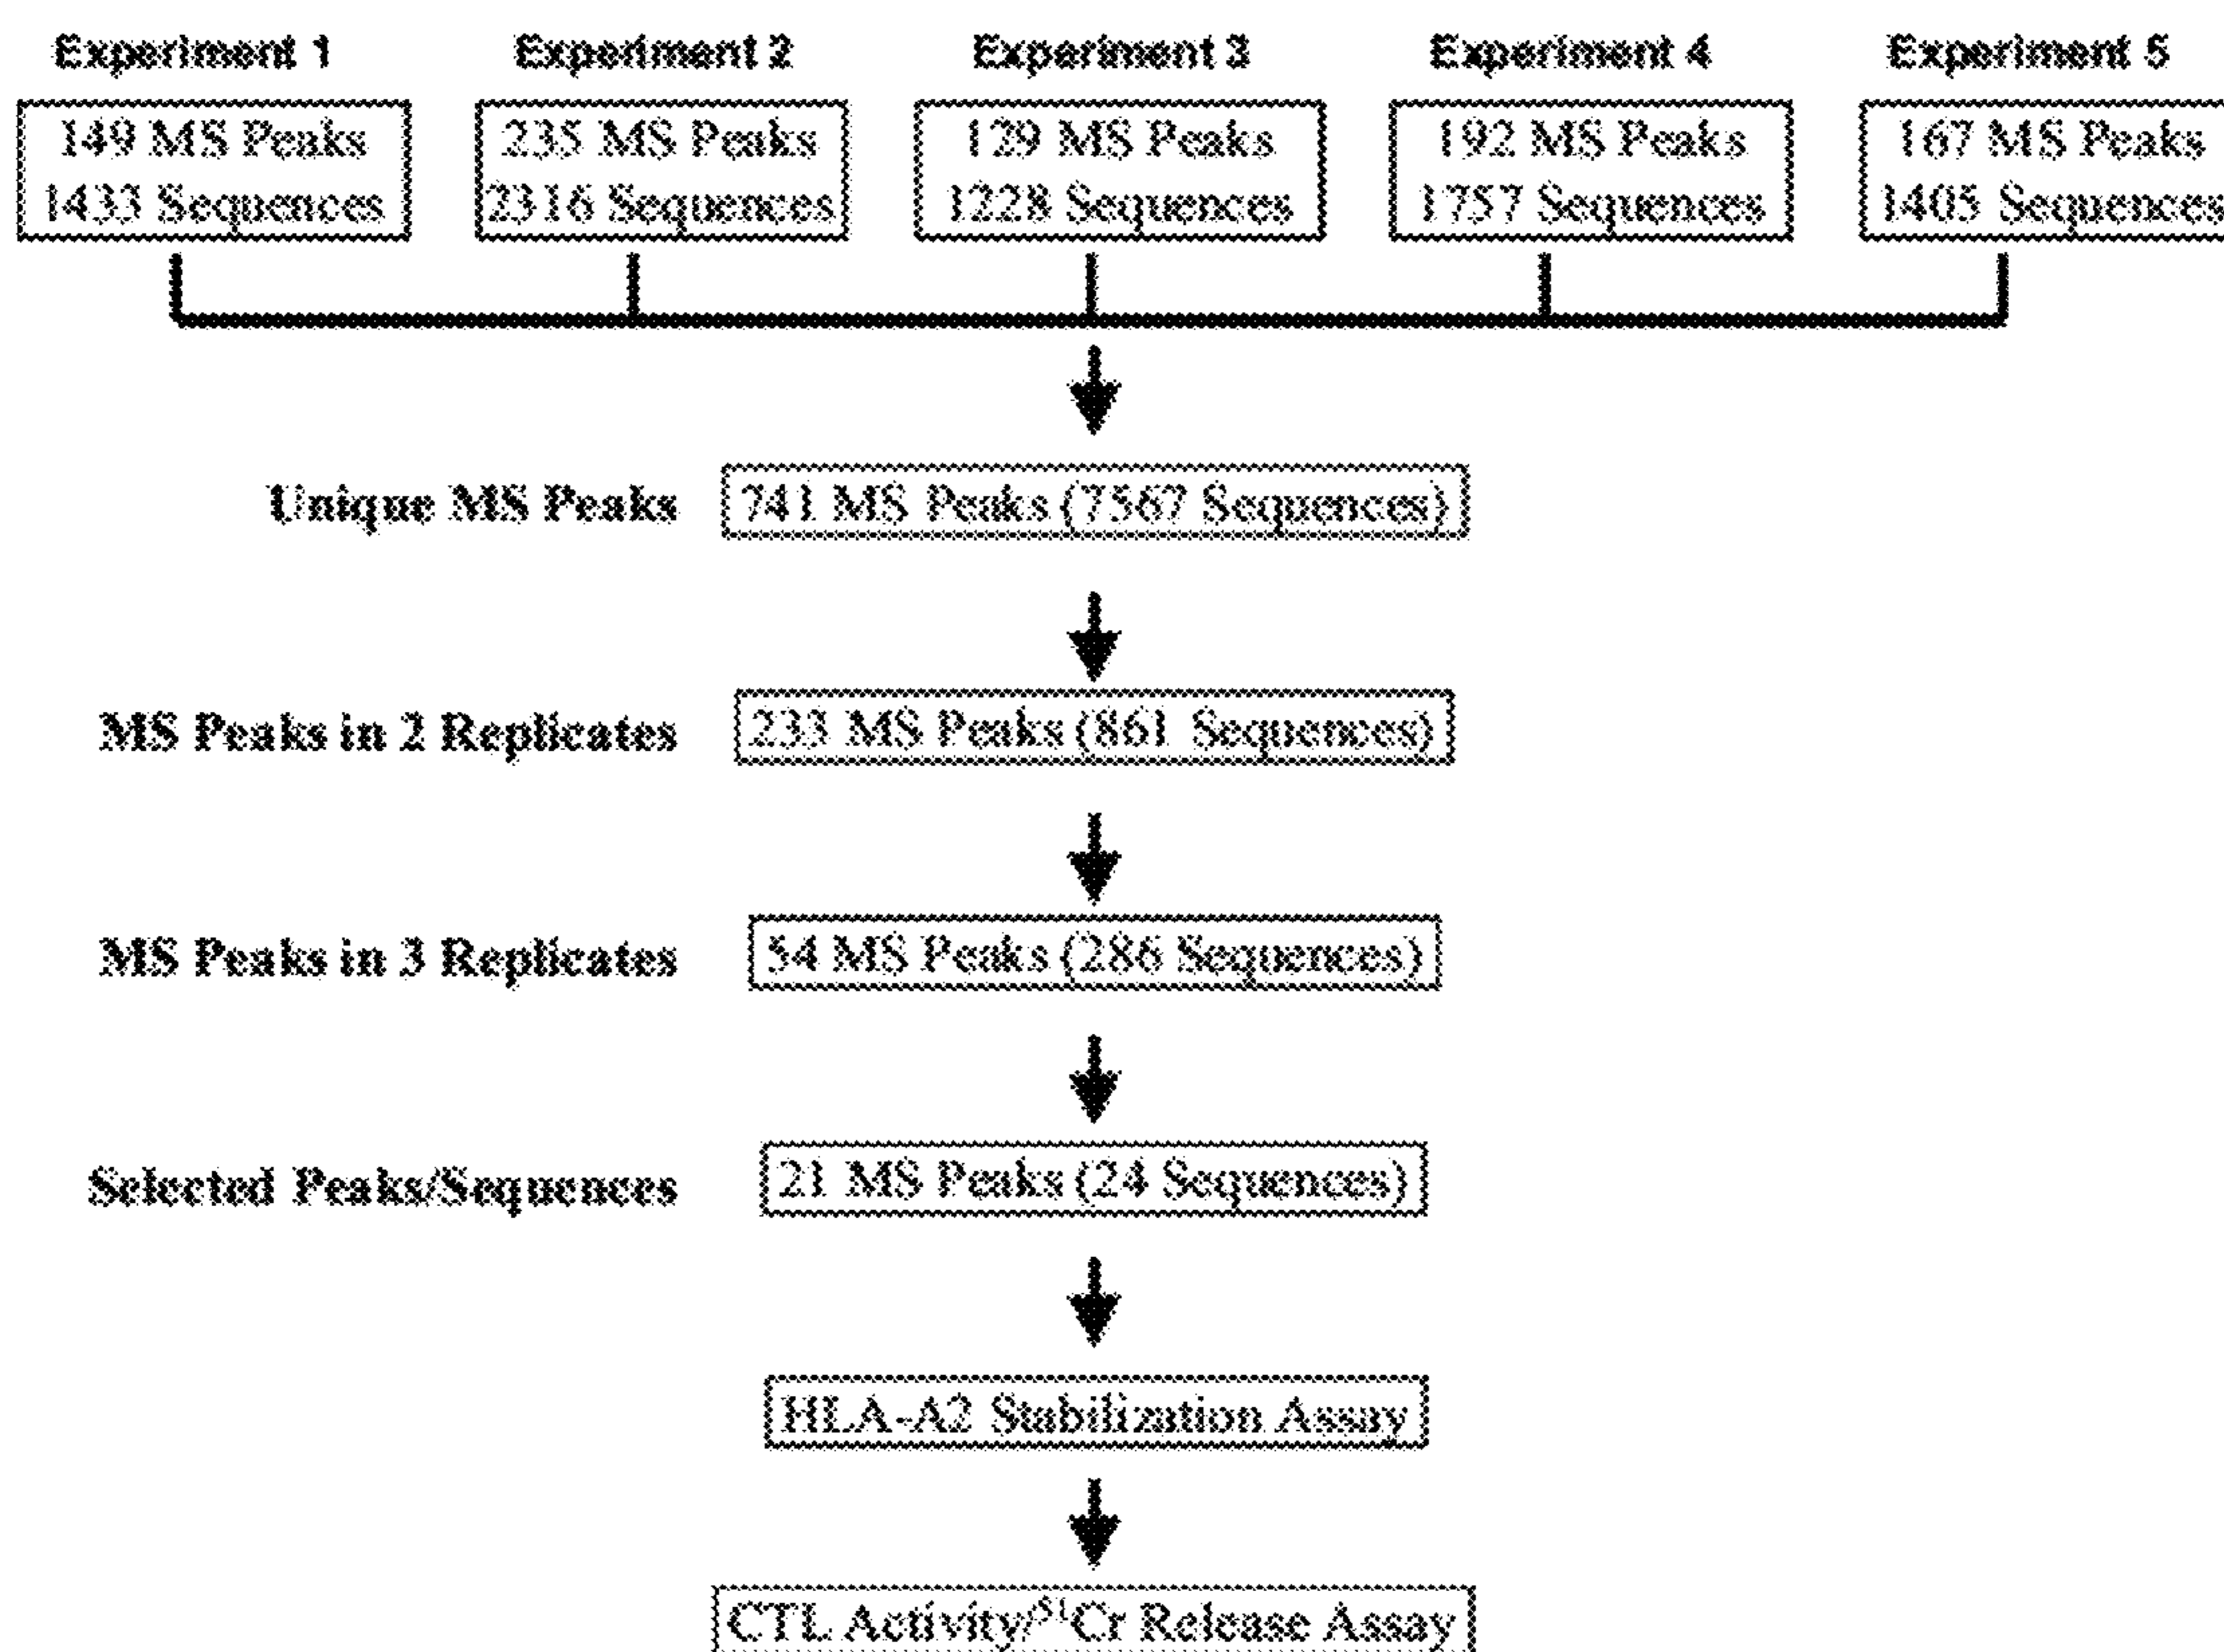 Experiment 1
Experiment 2
Experiment 3
Experiment 4
Experiment 5
149 MS Peaks
1433 Sequences
235 MS Peaks
2316 Sequences
129 MS Peaks
1228 Sequences
192 MS Peaks
1757 Sequences
167 MS Peaks
1405 Sequences
Unique MS Peaks
741 MS Peaks (7567 Sequences)
MS Peaks in 2 Replicates
233 MS Peaks (861 Sequences)
MS Peaks in 3 Replicates
54 MS Peaks (286 Sequences)
Selected Peaks/Sequences
21 MS Peaks (24 Sequences)
HLA-A2 Stabilization Assay
CTL Activity/⁵¹Cr Release Assay